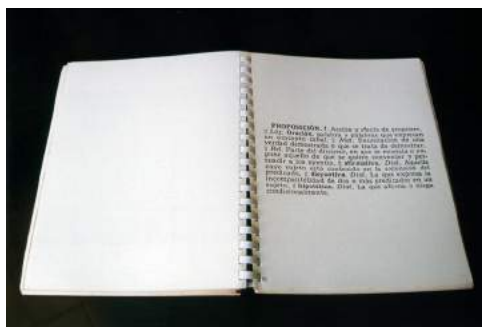 PROPOSICIÓN. f. Acción y efecto de proponer.
|| Lóg. Oración, palabra o palabras que expresan
un concepto cabal. || Mat. Enunciación de una
verdad demostrada o que se trata de demostrar.
|| Ret. Parte del discurso, en que se enuncia o ex-
pone aquello de que se quiere convencer y per-
suadir a los oyentes. || afirmativa. Dial. Aquella
cuyo sujeto está contenido en la extensión del
predicado. || disyuntiva. Dial. La que expresa la
incompatibilidad de dos o más predicados en un
sujeto. || hipotética. Dial. La que afirma o niega
condicionalmente.